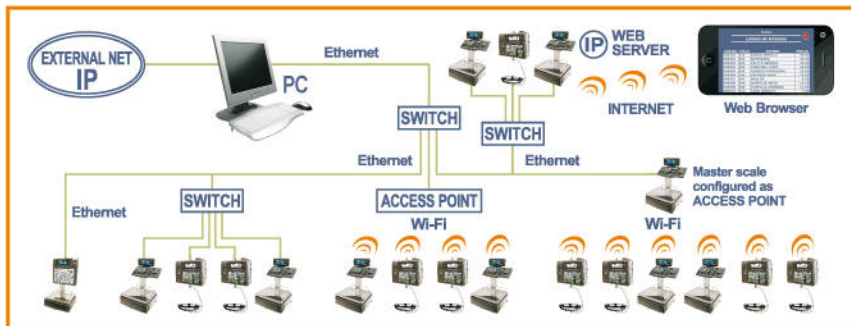 EXTERNAL NET
IP
PC
Ethernet
SWITCH
IP WEB
SERVER
INTERNET
Web Browser
SWITCH
Ethernet
Ethernet
Ethernet
SWITCH
ACCESS POINT
Wi-Fi
Master scale
configured as
ACCESS POINT
Wi-Fi